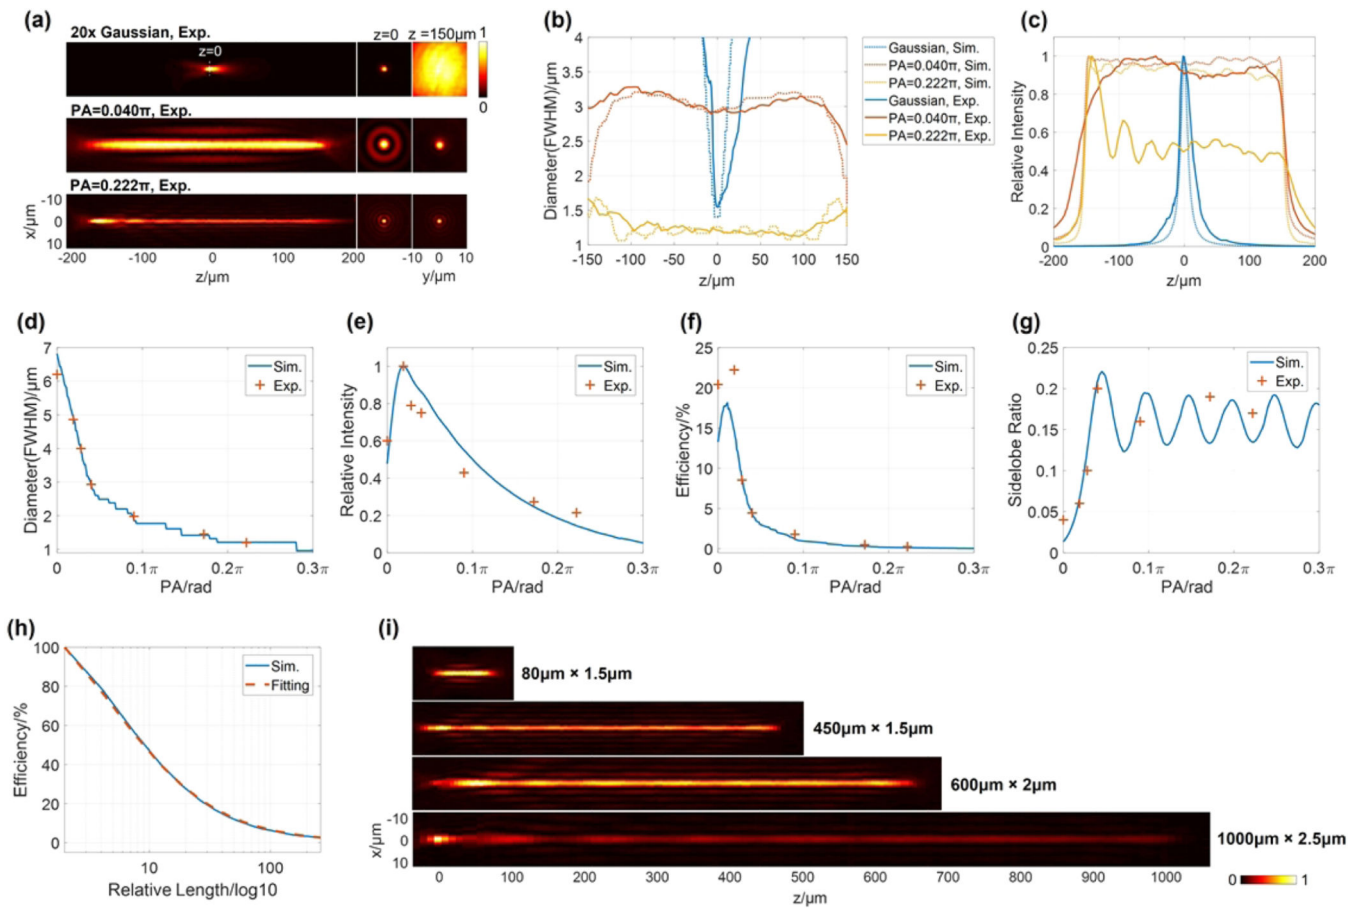 (a)
20x Gaussian, Exp.
z=0
z=0
z =150μm
1
0
PA=0.040π, Exp.
PA=0.222π, Exp.
-10
0
10
x/μm
-200
-100
0
100
200
-10
0
10
z/μm
y/μm
(b)
4
3.5
3
2.5
2
1.5
1
Diameter(FWHM)/μm
-150
-100
-50
0
50
100
150
z/μm
Gaussian, Sim.
PA=0.040π, Sim.
PA=0.222π, Sim.
Gaussian, Exp.
PA=0.040π, Exp.
PA=0.222π, Exp.
(c)
1
0.8
0.6
0.4
0.2
0
Relative Intensity
-200
-100
0
100
200
z/μm
(d)
7
6
5
4
3
2
1
Diameter(FWHM)/μm
Sim.
Exp.
0
0.1π
0.2π
0.3π
PA/rad
(e)
1
0.8
0.6
0.4
0.2
0
Relative Intensity
Sim.
Exp.
0
0.1π
0.2π
0.3π
PA/rad
(f)
25
20
15
10
5
0
Efficiency/%
Sim.
Exp.
0
0.1π
0.2π
0.3π
PA/rad
(g)
0.25
0.2
0.15
0.1
0.05
0
Sidelobe Ratio
Sim.
Exp.
0
0.1π
0.2π
0.3π
PA/rad
(h)
100
80
60
40
20
0
Efficiency/%
Sim.
Fitting
10
100
Relative Length/log10
(i)
80μm × 1.5μm
450μm × 1.5μm
600μm × 2μm
1000μm × 2.5μm
-10
0
10
x/μm
0
100
200
300
400
500
600
700
800
900
1000
z/μm
0
1